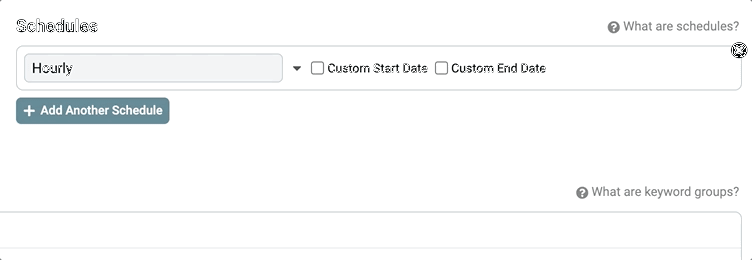 Schedules
What are schedules?
Hourly
Custom Start Date
Custom End Date
Add Another Schedule
What are keyword groups?